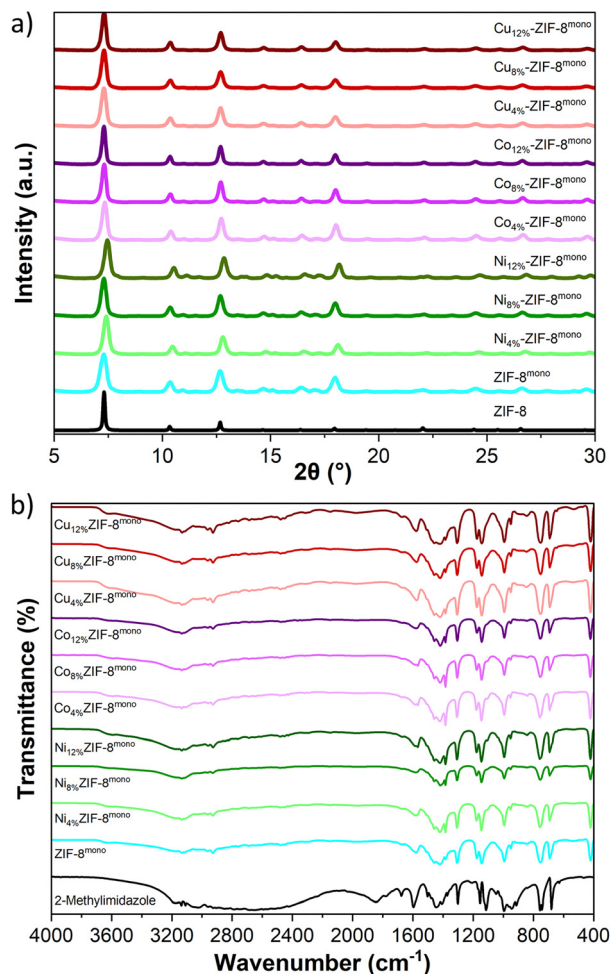 a)
Cu12%-ZIF-8mono
Cu8%-ZIF-8mono
Cu4%-ZIF-8mono
Co12%-ZIF-8mono
Co8%-ZIF-8mono
Co4%-ZIF-8mono
Ni12%-ZIF-8mono
Ni8%-ZIF-8mono
Ni4%-ZIF-8mono
ZIF-8mono
ZIF-8
Intensity (a.u.)
5 10 15 20 25 30
2θ (°)
b)
Cu12%ZIF-8mono
Cu8%ZIF-8mono
Cu4%ZIF-8mono
Co12%ZIF-8mono
Co8%ZIF-8mono
Co4%ZIF-8mono
Ni12%ZIF-8mono
Ni8%ZIF-8mono
Ni4%ZIF-8mono
ZIF-8mono
2-Methylimidazole
Transmittance (%)
4000 3600 3200 2800 2400 2000 1600 1200 800 400
Wavenumber (cm-1)